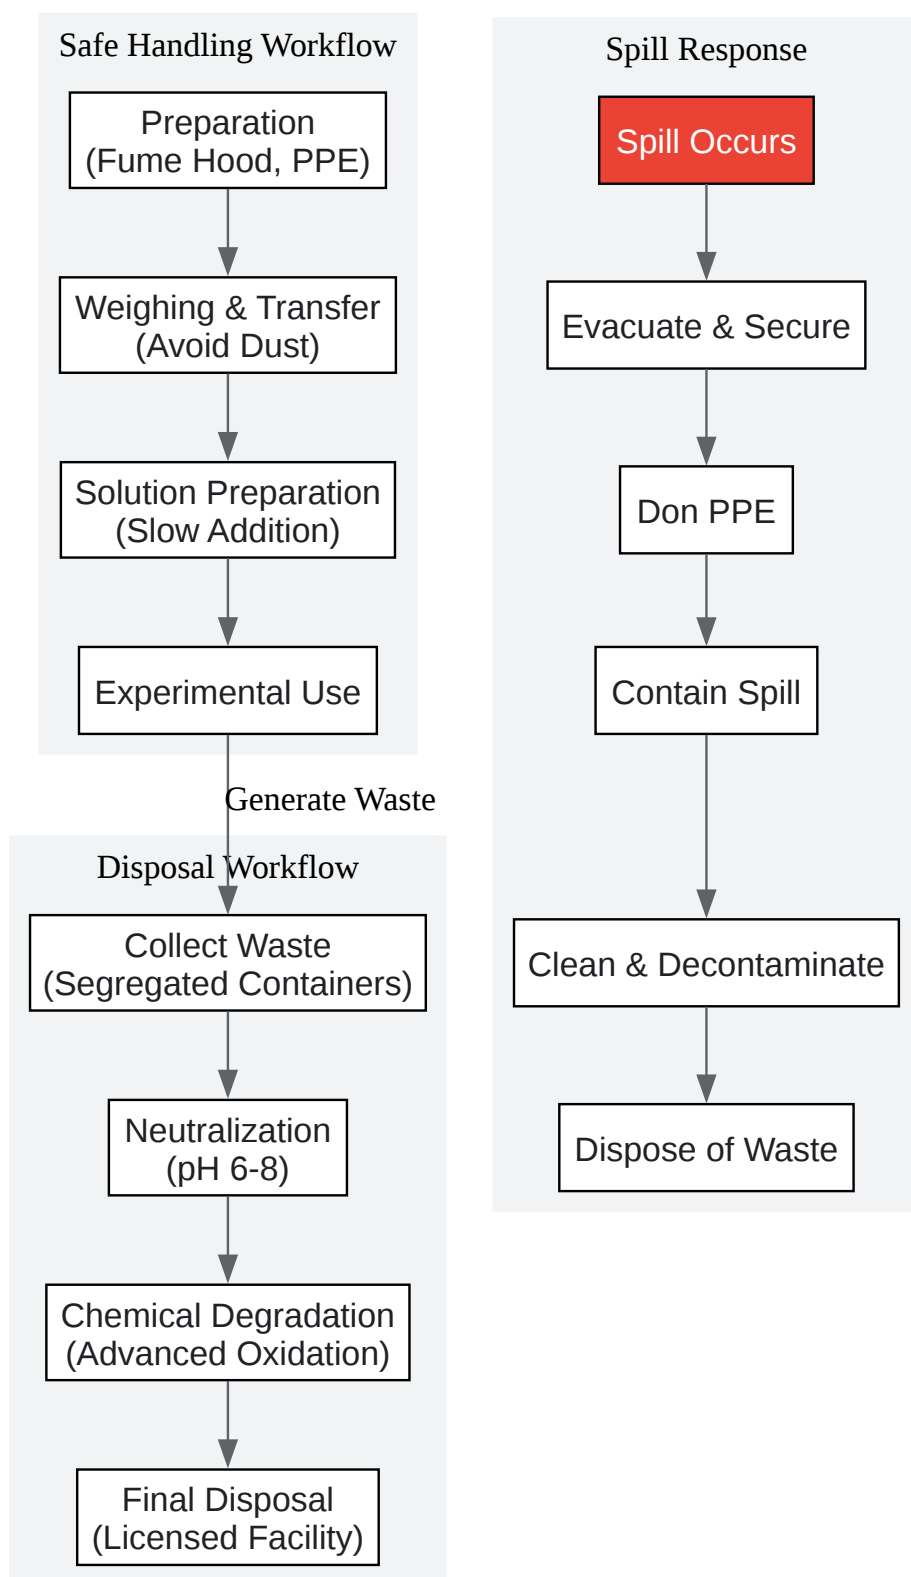 Safe Handling Workflow
Preparation
(Fume Hood, PPE)
Weighing & Transfer
(Avoid Dust)
Solution Preparation
(Slow Addition)
Experimental Use
Generate Waste
Disposal Workflow
Collect Waste
(Segregated Containers)
Neutralization
(pH 6-8)
Chemical Degradation
(Advanced Oxidation)
Final Disposal
(Licensed Facility)
Spill Response
Spill Occurs
Evacuate & Secure
Don PPE
Contain Spill
Clean & Decontaminate
Dispose of Waste